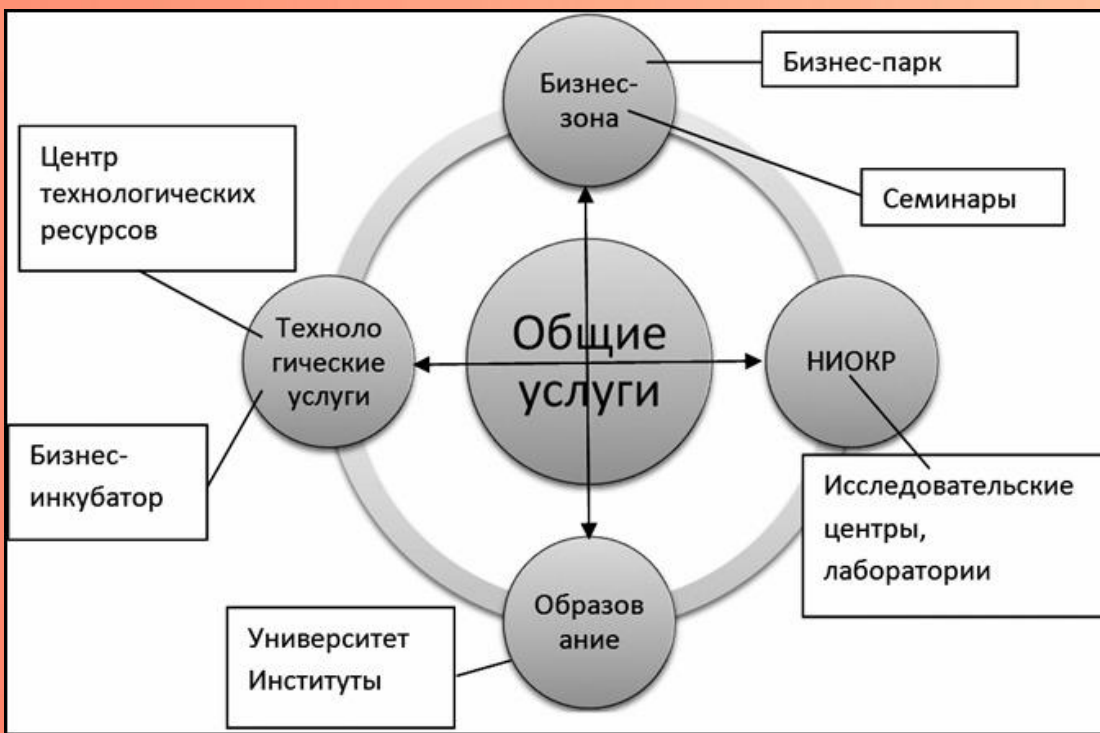 Бизнес-
зона
Бизнес-парк
Семинары
Центр
технологических
ресурсов
Техноло
гические
услуги
Общие
услуги
НИОКР
Бизнес-
инкубатор
Исследовательские
центры,
лаборатории
Образов
ание
Университет
Институты